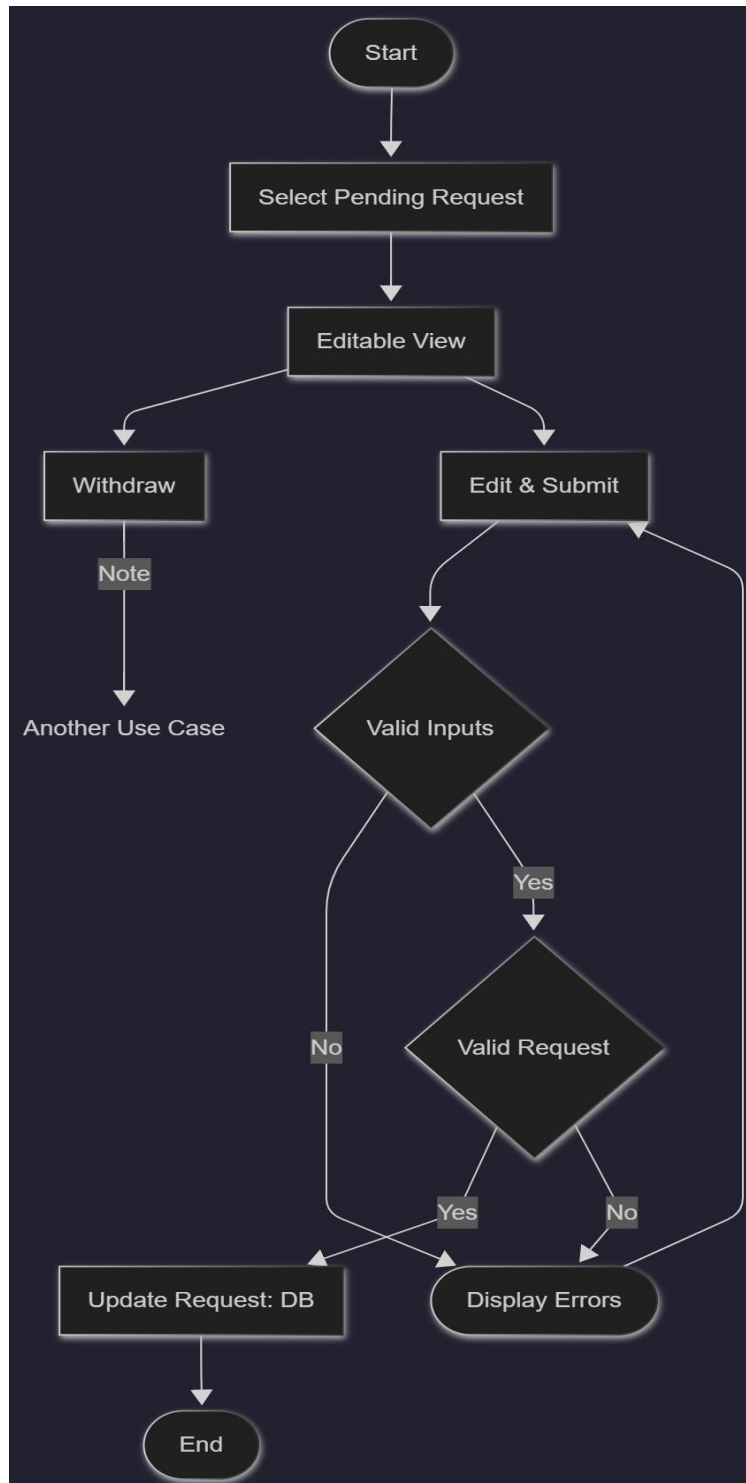 Start
Select Pending Request
Editable View
Withdraw
Edit & Submit
Note
Another Use Case
Valid Inputs
Yes
No
Valid Request
Yes
No
Update Request: DB
Display Errors
End